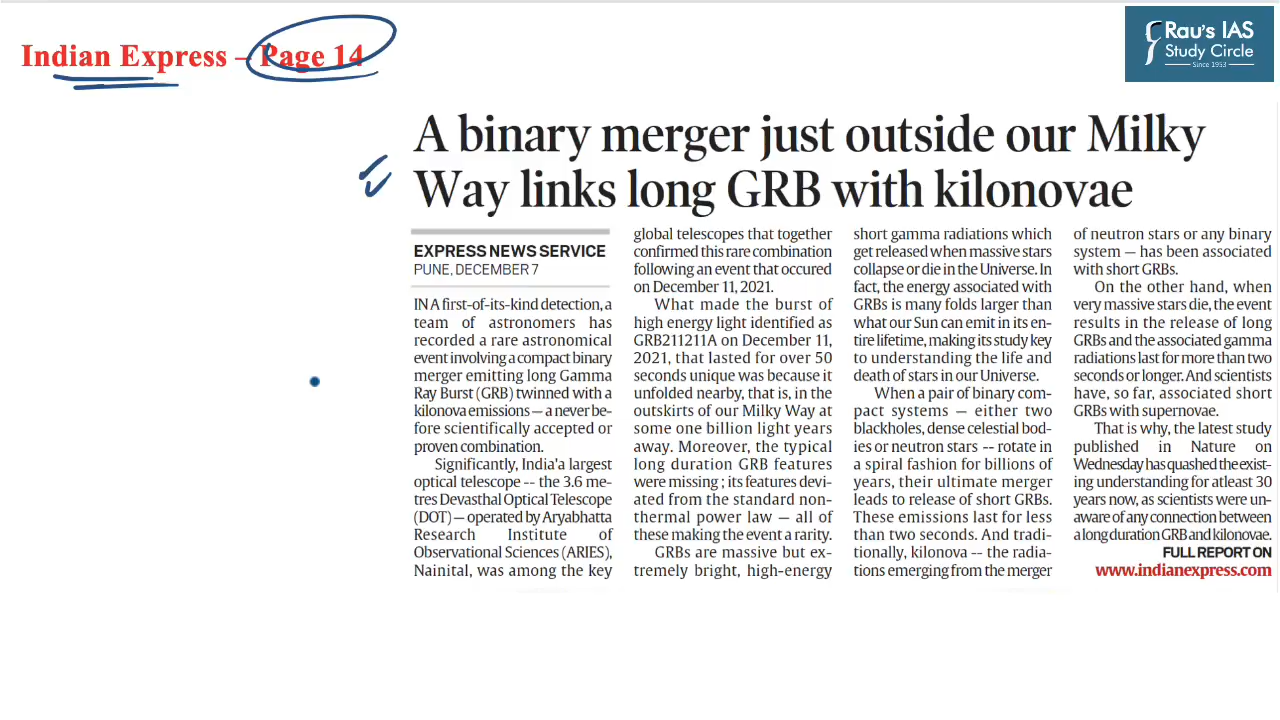 Indian Express – Page 14
Rau's IAS
Study Circle
Since 1953
A binary merger just outside our Milky
Way links long GRB with kilonovae
EXPRESS NEWS SERVICE
PUNE, DECEMBER 7
IN A first-of-its-kind detection, a
team of astronomers has
recorded a rare astronomical
event involving a compact binary
merger emitting long Gamma
Ray Burst (GRB) twinned with a
kilonova emissions — a never be-
fore scientifically accepted or
proven combination.
Significantly, India'a largest
optical telescope -- the 3.6 me-
tres Devasthal Optical Telescope
(DOT) — operated by Aryabhatta
Research Institute of
Observational Sciences (ARIES),
Nainital, was among the key
global telescopes that together
confirmed this rare combination
following an event that occured
on December 11, 2021.
What made the burst of
high energy light identified as
GRB211211A on December 11,
2021, that lasted for over 50
seconds unique was because it
unfolded nearby, that is, in the
outskirts of our Milky Way at
some one billion light years
away. Moreover, the typical
long duration GRB features
were missing ; its features devi-
ated from the standard non-
thermal power law — all of
these making the event a rarity.
GRBs are massive but ex-
tremely bright, high-energy
short gamma radiations which
get released when massive stars
collapse or die in the Universe. In
fact, the energy associated with
GRBs is many folds larger than
what our Sun can emit in its en-
tire lifetime, making its study key
to understanding the life and
death of stars in our Universe.
When a pair of binary com-
pact systems — either two
blackholes, dense celestial bod-
ies or neutron stars -- rotate in
a spiral fashion for billions of
years, their ultimate merger
leads to release of short GRBs.
These emissions last for less
than two seconds. And tradi-
tionally, kilonova -- the radia-
tions emerging from the merger
of neutron stars or any binary
system — has been associated
with short GRBs.
On the other hand, when
very massive stars die, the event
results in the release of long
GRBs and the associated gamma
radiations last for more than two
seconds or longer. And scientists
have, so far, associated short
GRBs with supernovae.
That is why, the latest study
published in Nature on
Wednesday has quashed the exist-
ing understanding for atleast 30
years now, as scientists were un-
aware of any connection between
a long duration GRB and kilonovae.
FULL REPORT ON
www.indianexpress.com